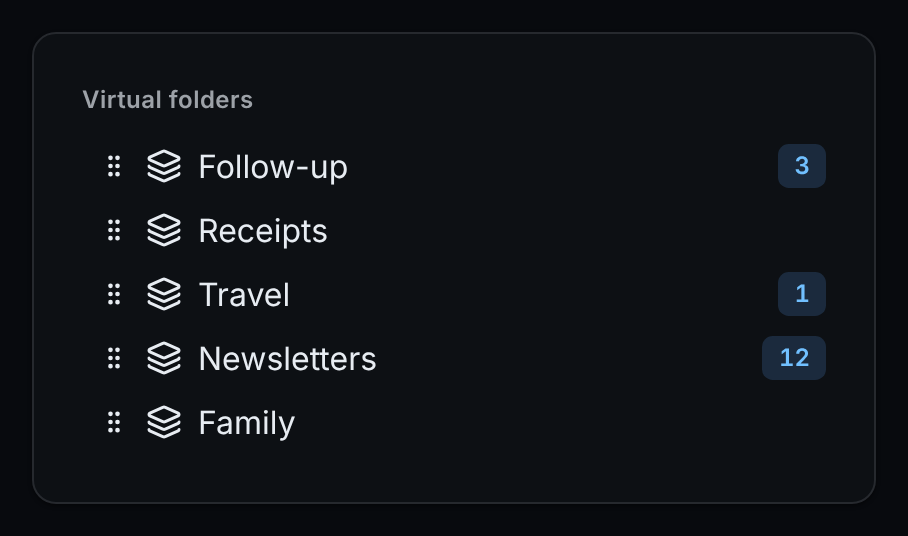 Virtual folders
Follow-up 3
Receipts
Travel 1
Newsletters 12
Family